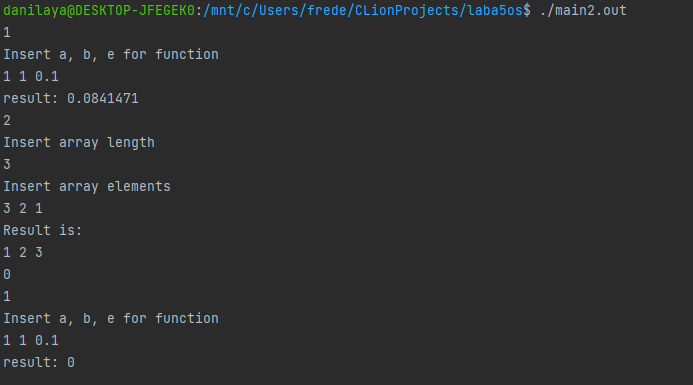 danilaya@DESKTOP-JFEGEK0:/mnt/c/Users/frede/CLionProjects/laba5os$ ./main2.out
1
Insert a, b, e for function
1 1 0.1
result: 0.0841471
2
Insert array length
3
Insert array elements
3 2 1
Result is:
1 2 3
0
1
Insert a, b, e for function
1 1 0.1
result: 0